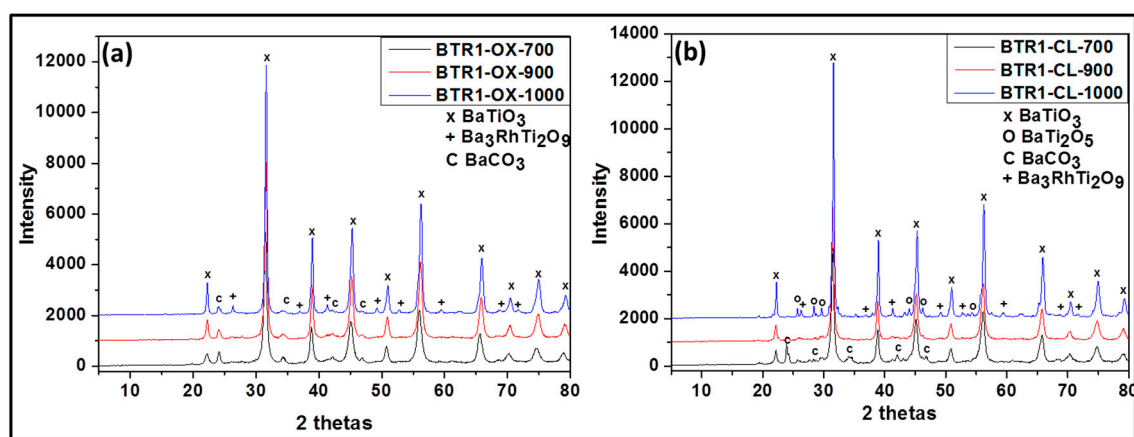 (a)
BTR1-OX-700
BTR1-OX-900
BTR1-OX-1000
x BaTiO3
+ Ba3RhTi2O9
C BaCO3
Intensity
12000
10000
8000
6000
4000
2000
0
x c + x c + x + c x c + + x + x + x + x x
10 20 30 40 50 60 70 80
2 thetas
(b)
BTR1-CL-700
BTR1-CL-900
BTR1-CL-1000
x BaTiO3
O BaTi2O5
C BaCO3
+ Ba3RhTi2O9
Intensity
14000
12000
10000
8000
6000
4000
2000
0
x o + o o x + x + o x o + x + o x + x + x + x x
c c c c c
10 20 30 40 50 60 70 80
2 thetas